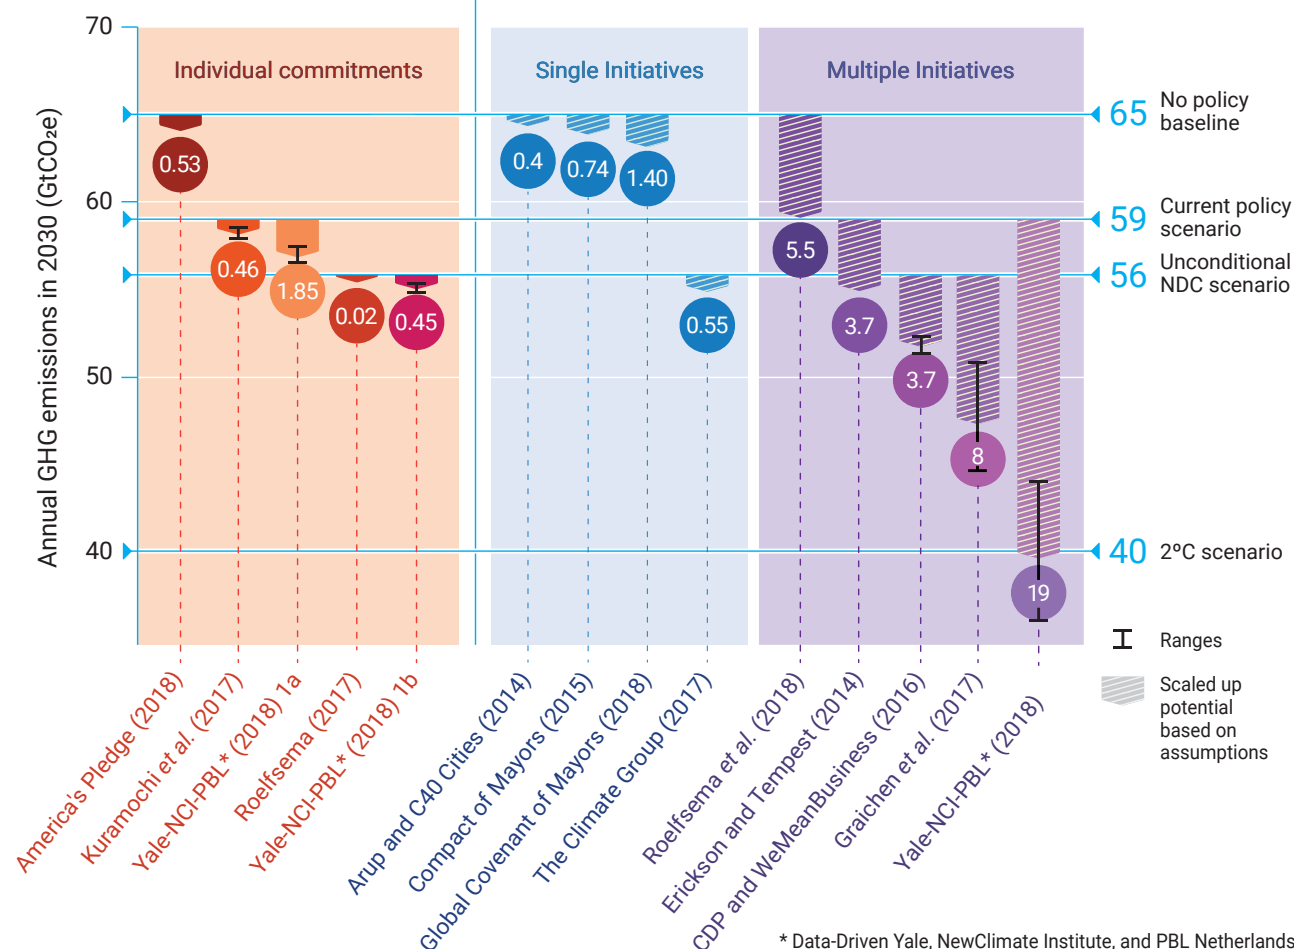 70
60
50
40
Annual GHG emissions in 2030 (GtCO₂e)
Individual commitments
Single Initiatives
Multiple Initiatives
0.53
0.46
1.85
0.02
0.45
0.4
0.74
1.40
0.55
5.5
3.7
3.7
8
19
65 No policy
baseline
59 Current policy
scenario
56 Unconditional
NDC scenario
40 2ºC scenario
Ranges
Scaled up
potential
based on
assumptions
America's Pledge (2018)
Kuramochi et al. (2017)
Yale-NCI-PBL* (2018) 1a
Roelfsema (2017)
Yale-NCI-PBL* (2018) 1b
Arup and C40 Cities (2014)
Compact of Mayors (2015)
Global Covenant of Mayors (2018)
The Climate Group (2017)
Roelfsema et al. (2018)
Erickson and Tempest (2014)
CDP and WeMeanBusiness (2016)
Graichen et al. (2017)
Yale-NCI-PBL* (2018)
* Data-Driven Yale, NewClimate Institute, and PBL Netherlands